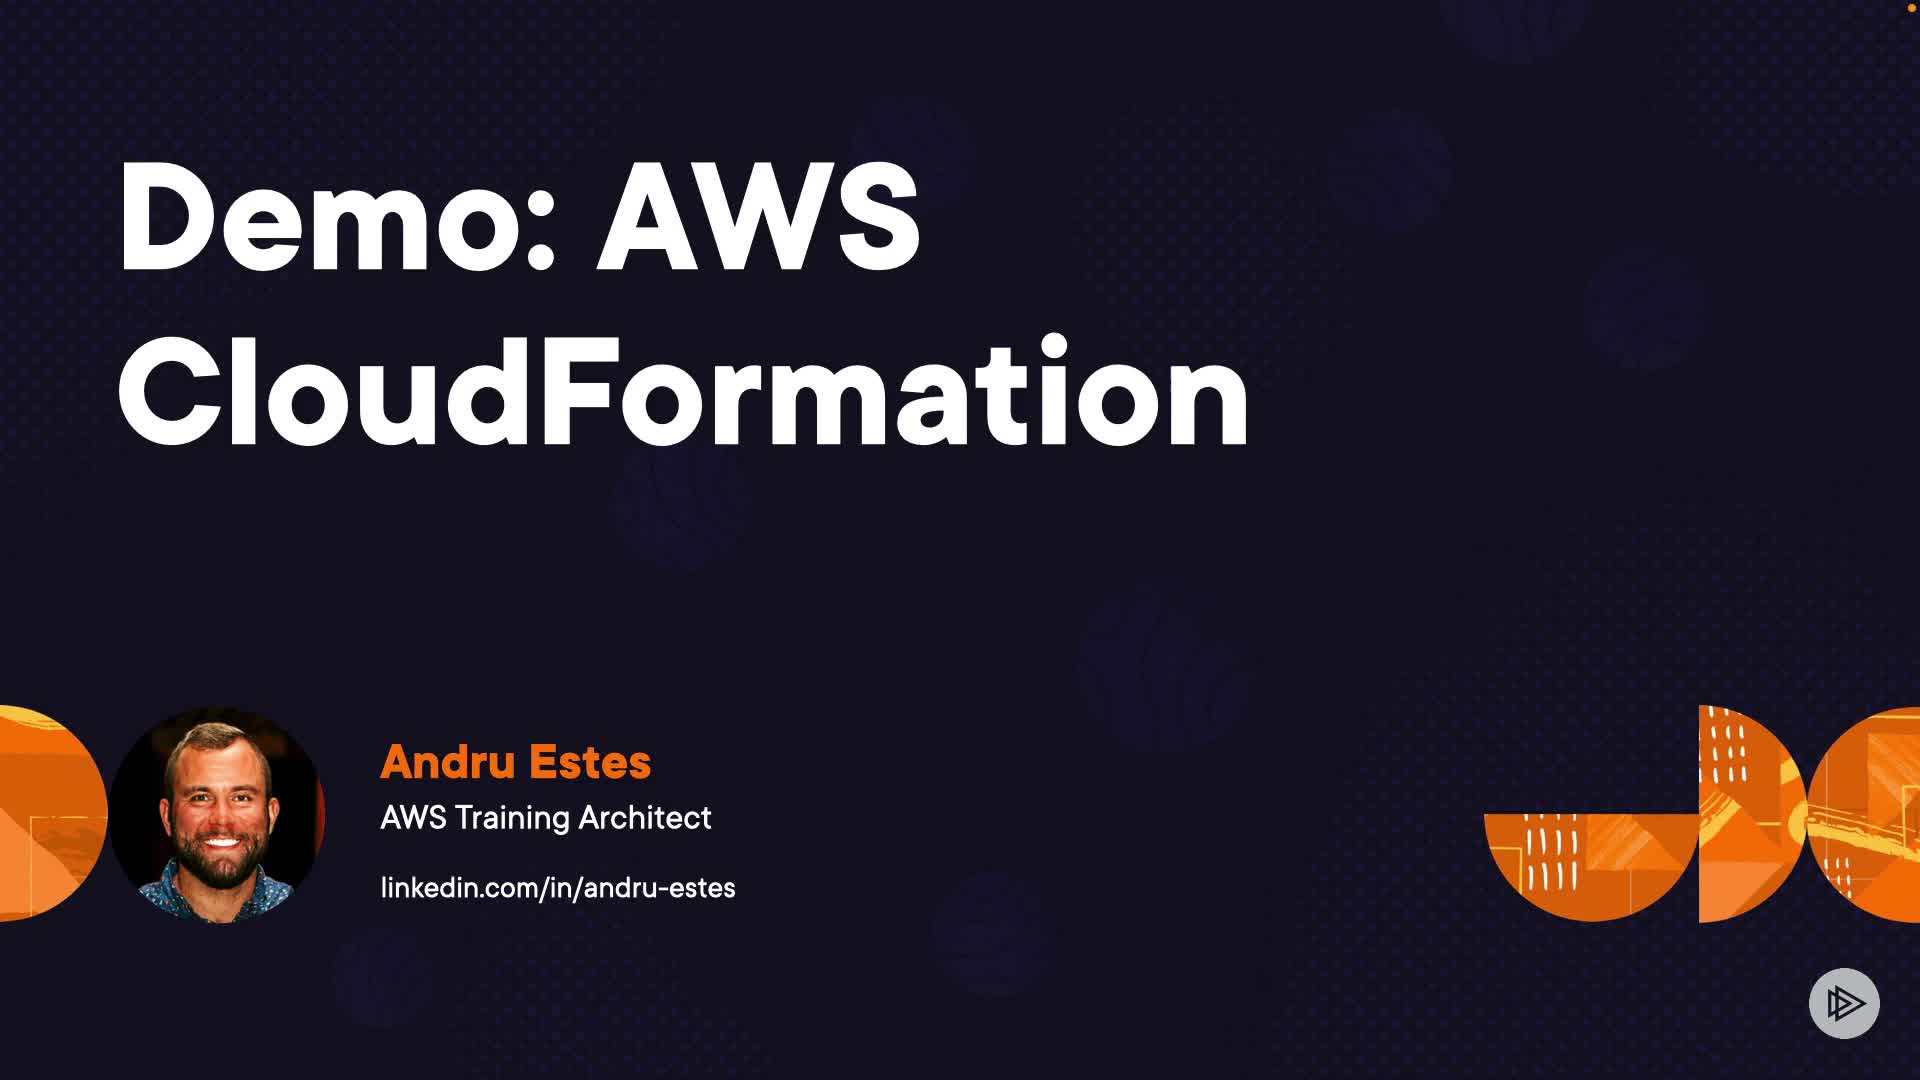 Demo: AWS
CloudFormation
Andru Estes
AWS Training Architect
linkedin.com/in/andru-estes